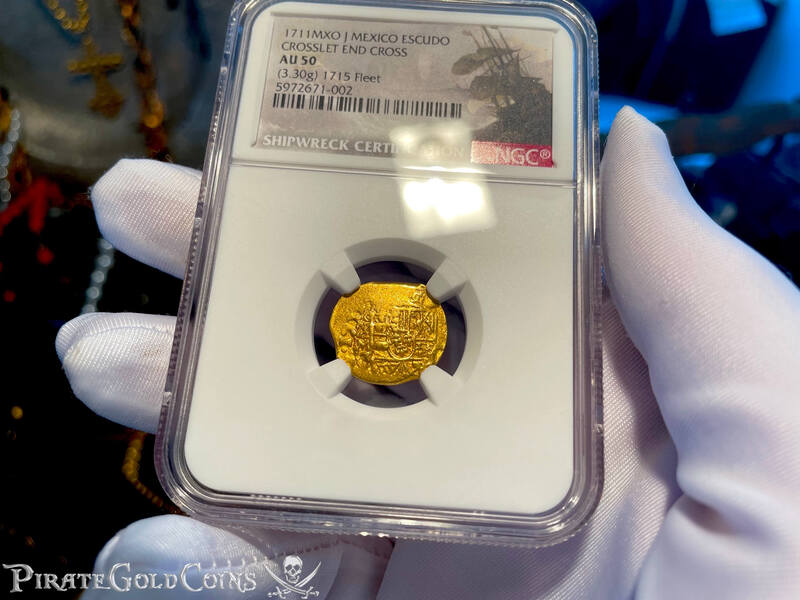 1711MXO J MEXICO ESCUDO
CROSSLET END CROSS
AU 50
(3.30g) 1715 Fleet
5972671-002
SHIPWRECK CERTIFICATION NGC®
PIRATEGOLDCOINS